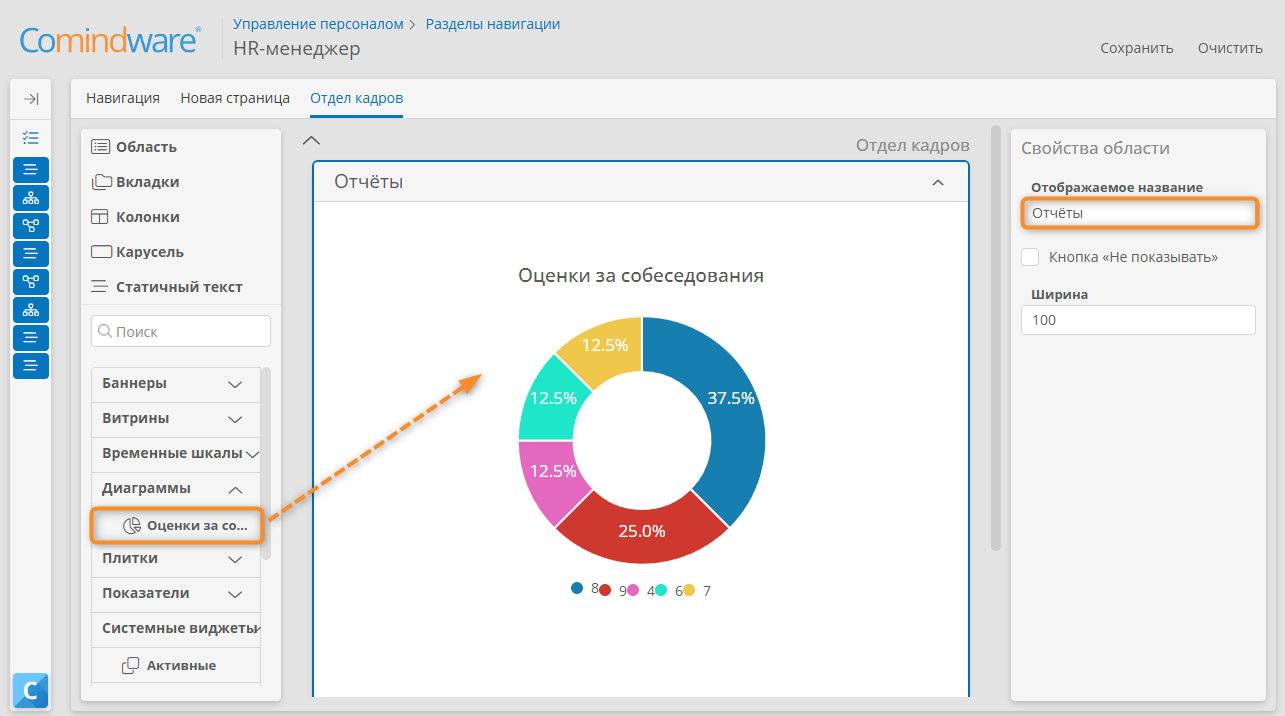 Comindware®
Управление персоналом > Разделы навигации
HR-менеджер
Сохранить Очистить
Навигация Новая страница Отдел кадров
Область
Вкладки
Колонки
Карусель
Статичный текст
Поиск
Баннеры
Витрины
Временные шкалы
Диаграммы
Оценки за со...
Плитки
Показатели
Системные виджеты
Активные
Отдел кадров
Отчёты
Оценки за собеседования
12.5%
37.5%
12.5%
12.5%
25.0%
8 9 4 6 7
Свойства области
Отображаемое название
Отчёты
Кнопка «Не показывать»
Ширина
100
C